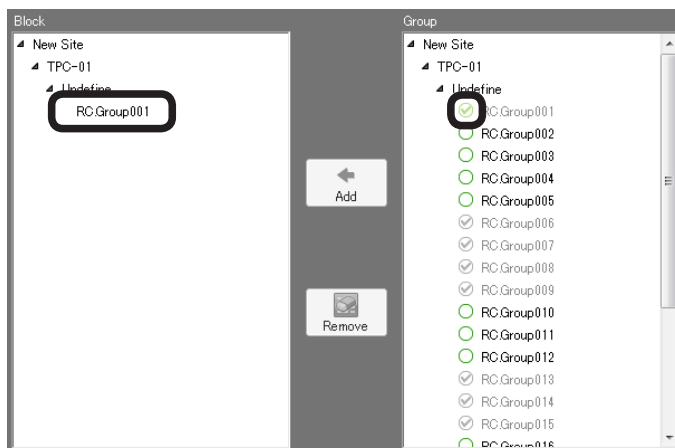 Block
New Site
TPC-01
Undefine
RC.Group001
Add
Remove
Group
New Site
TPC-01
Undefine
RC.Group001
RC.Group002
RC.Group003
RC.Group004
RC.Group005
RC.Group006
RC.Group007
RC.Group008
RC.Group009
RC.Group010
RC.Group011
RC.Group012
RC.Group013
RC.Group014
RC.Group015
RC.Group016